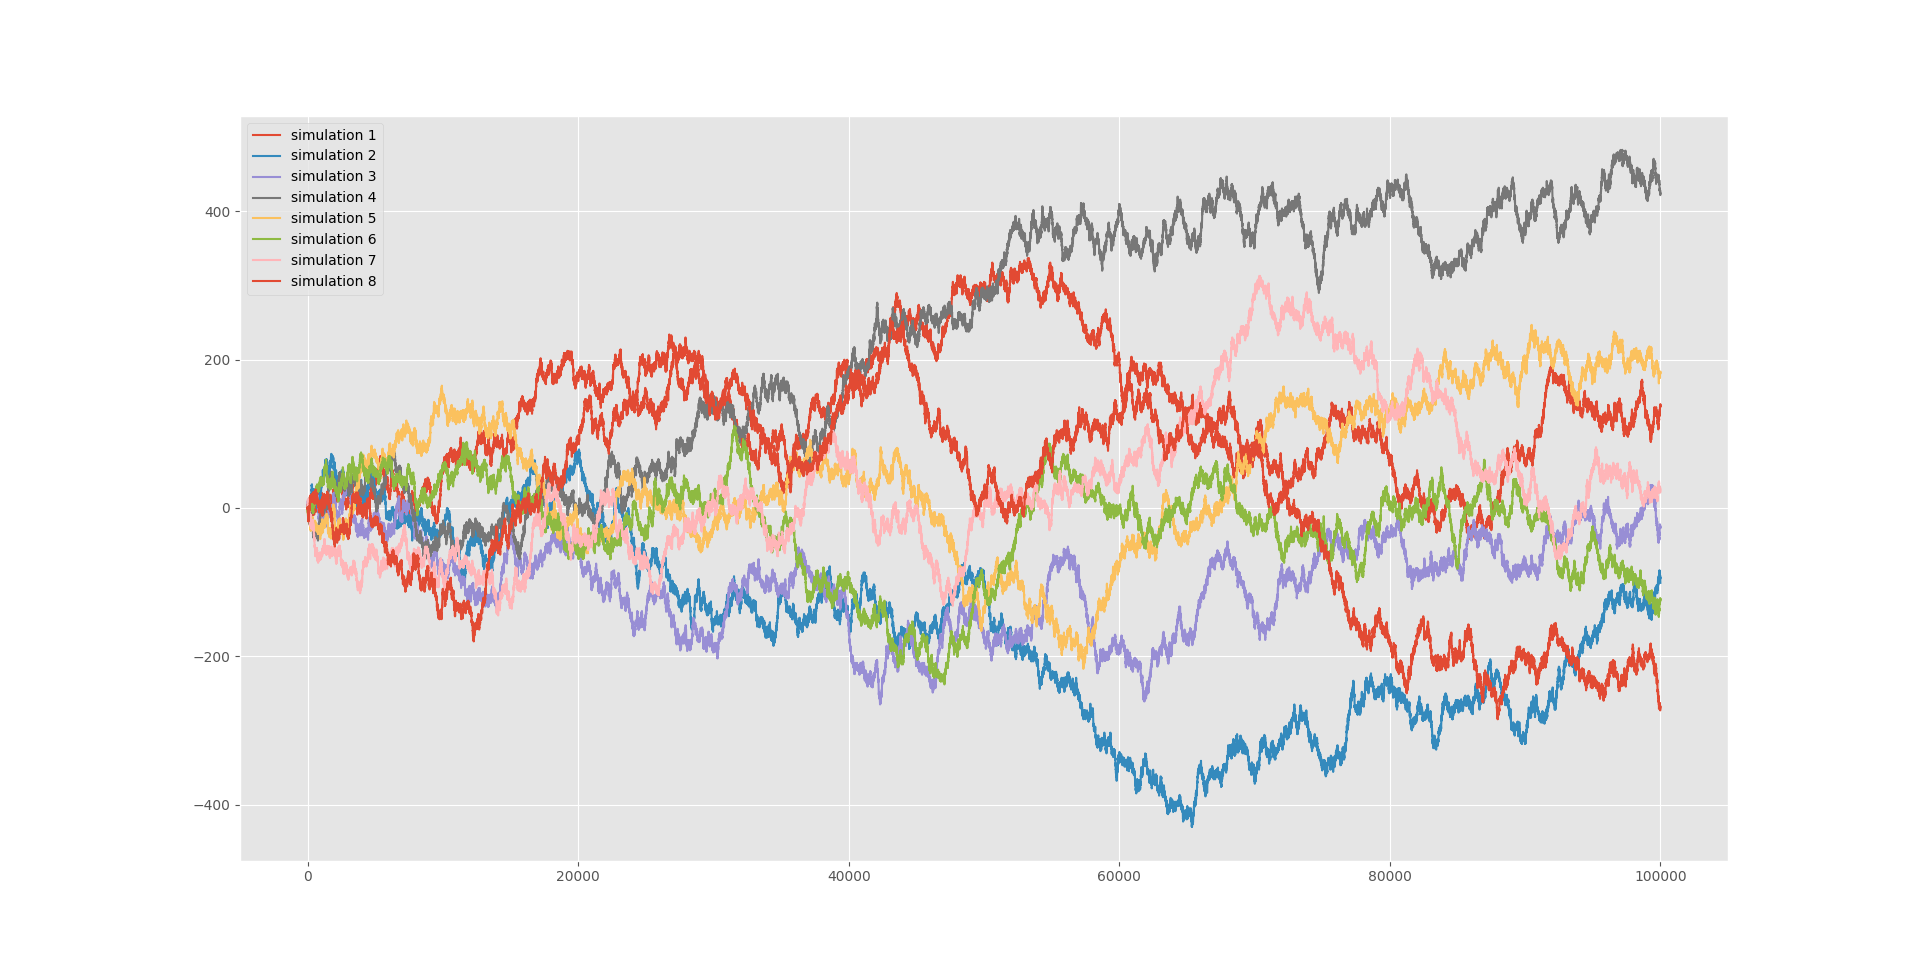 simulation 1
simulation 2
simulation 3
simulation 4
simulation 5
simulation 6
simulation 7
simulation 8
400
200
0
−200
−400
0 20000 40000 60000 80000 100000